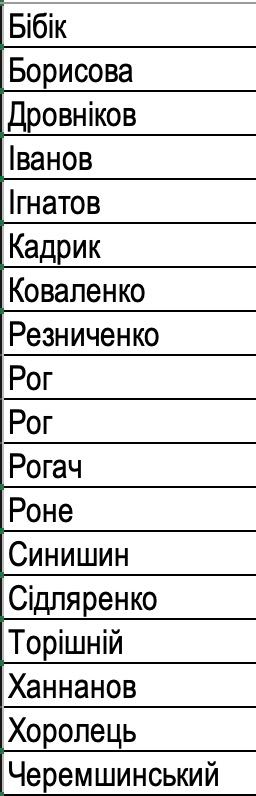 Бібік
Борисова
Дровніков
Іванов
Ігнатов
Кадрик
Коваленко
Резниченко
Рог
Рог
Рогач
Роне
Синишин
Сідляренко
Торішній
Ханнанов
Хоролець
Черемшинський